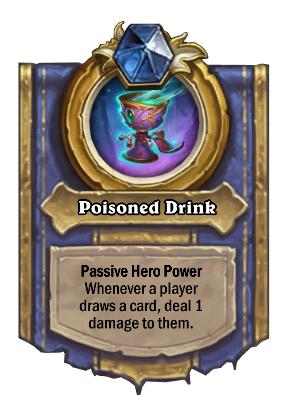 Poisoned Drink
Passive Hero Power
Whenever a player
draws a card, deal 1
damage to them.